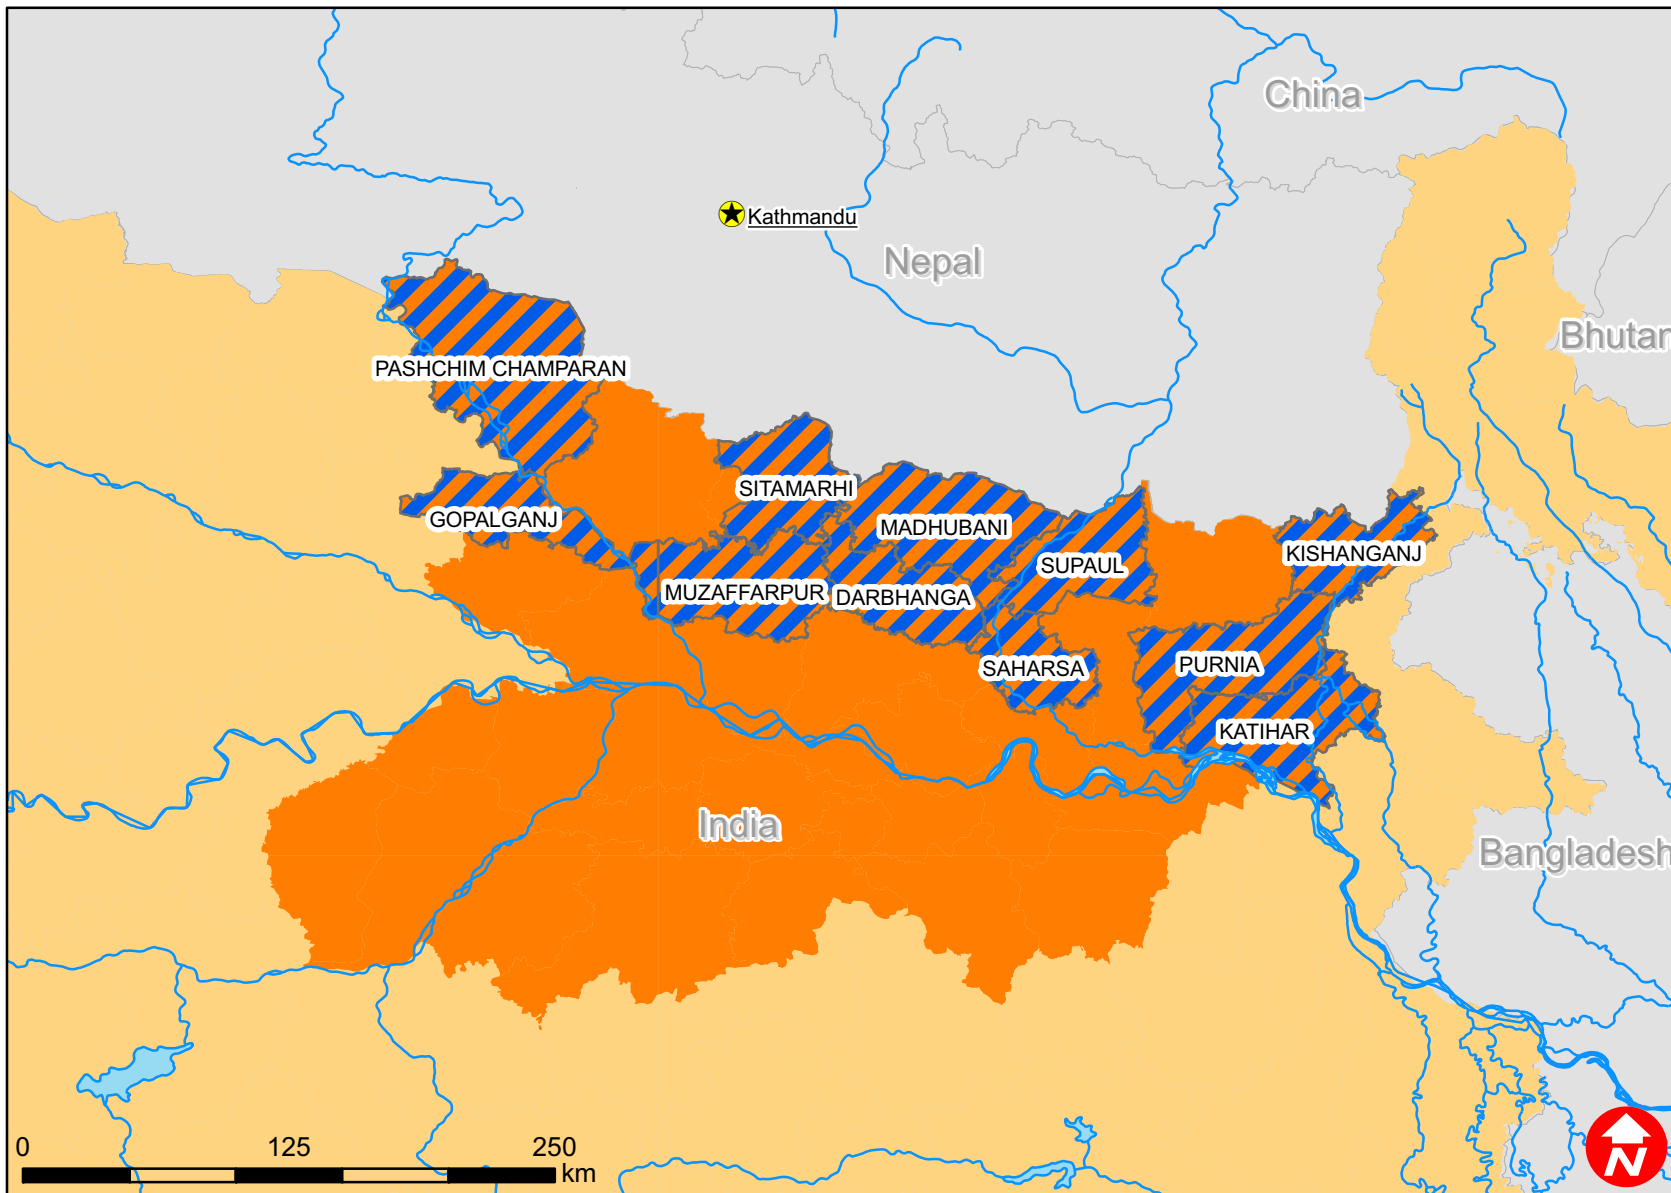 China
Kathmandu
Nepal
Bhutan
PASHCHIM CHAMPARAN
SITAMARHI
GOPALGANJ
MADHUBANI
KISHANGANJ
SUPAUL
MUZAFFARPUR
DARBHANGA
SAHARSA
PURNIA
KATIHAR
India
Bangladesh
0 125 250
km
N